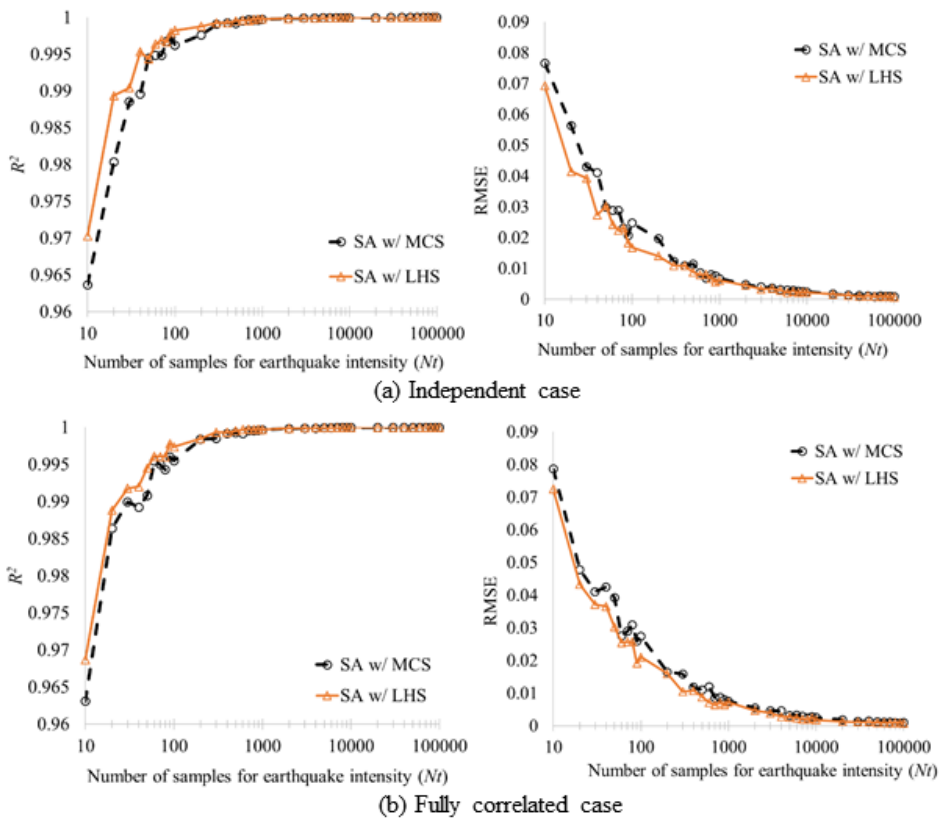 1
0.995
0.99
0.985
0.98
0.975
0.97
0.965
0.96
R²
10 100 1000 10000 100000
Number of samples for earthquake intensity (Nt)
SA w/ MCS
SA w/ LHS
0.09
0.08
0.07
0.06
0.05
0.04
0.03
0.02
0.01
0
RMSE
10 100 1000 10000 100000
Number of samples for earthquake intensity (Nt)
SA w/ MCS
SA w/ LHS
(a) Independent case
1
0.995
0.99
0.985
0.98
0.975
0.97
0.965
0.96
R²
10 100 1000 10000 100000
Number of samples for earthquake intensity (Nt)
SA w/ MCS
SA w/ LHS
0.09
0.08
0.07
0.06
0.05
0.04
0.03
0.02
0.01
0
RMSE
10 100 1000 10000 100000
Number of samples for earthquake intensity (Nt)
SA w/ MCS
SA w/ LHS
(b) Fully correlated case